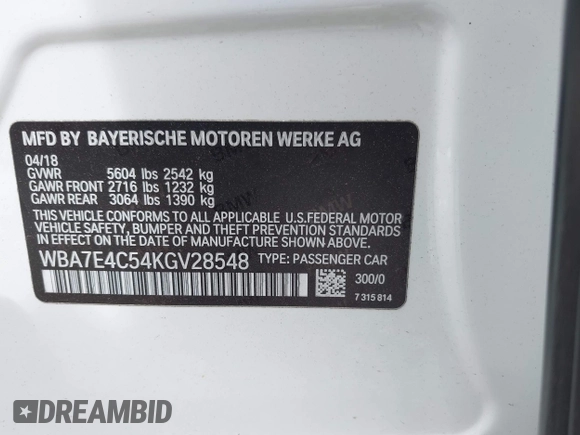 MFD BY BAYERISCHE MOTOREN WERKE AG
04/18
GVWR 5604 lbs 2542 kg
GAWR FRONT 2716 lbs 1232 kg
GAWR REAR 3064 lbs 1390 kg
THIS VEHICLE CONFORMS TO ALL APPLICABLE U.S.FEDERAL MOTOR
VEHICLE SAFETY, BUMPER, AND THEFT PREVENTION STANDARDS
IN EFFECT ON THE DATE OF MANUFACTURE SHOWN ABOVE.
WBA7E4C54KGV28548 TYPE: PASSENGER CAR
300/0
7 315 814
DREAMBID